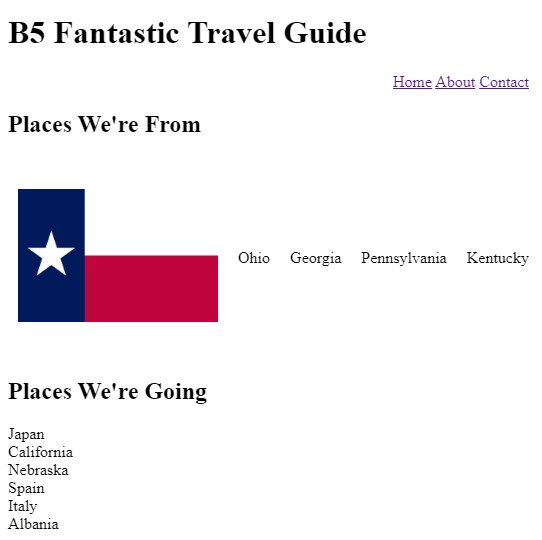 B5 Fantastic Travel Guide
Home About Contact
Places We're From
Ohio Georgia Pennsylvania Kentucky
Places We're Going
Japan
California
Nebraska
Spain
Italy
Albania